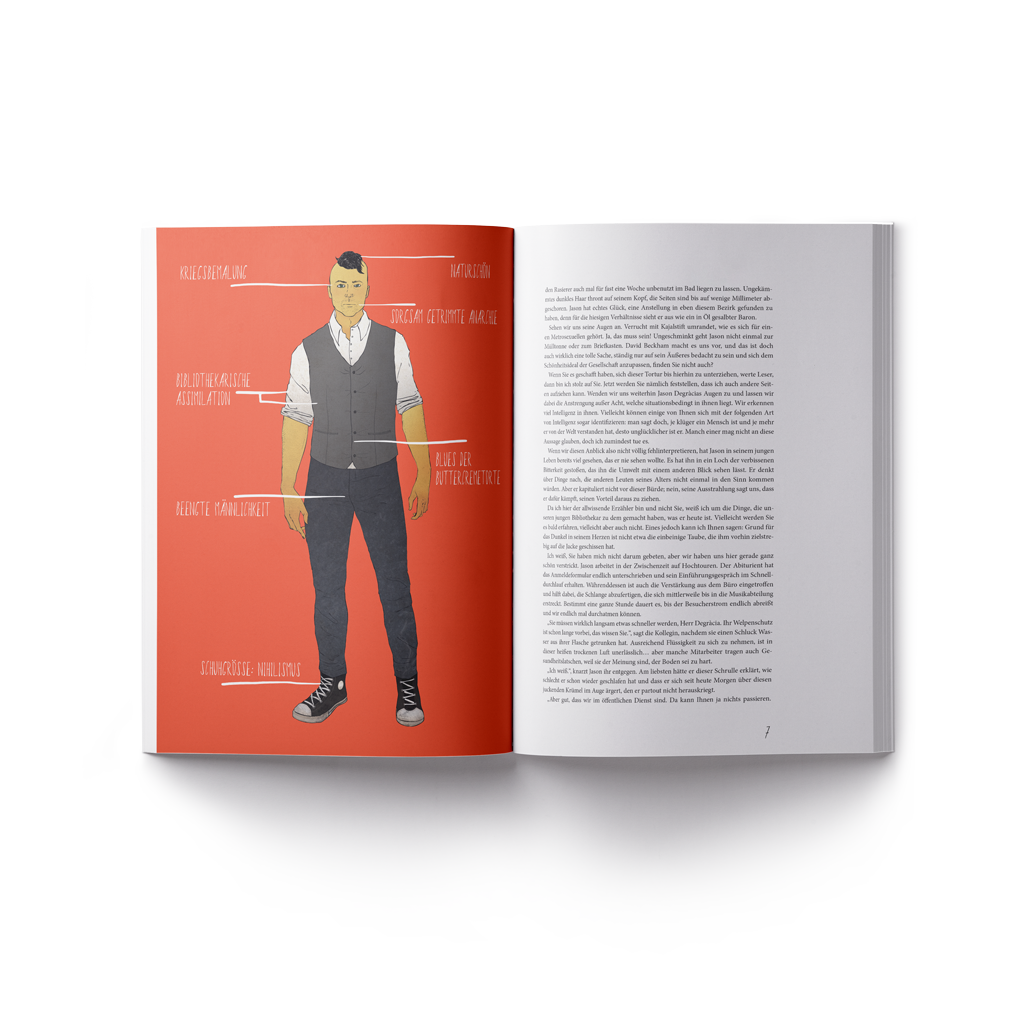 KRIEGSBEMALUNG
NATURSCHÖN
SORGSAM GETRIMMTE ANARCHIE
BIBLIOTHEKARISCHE
ASSIMILATION
BLUES DER
BUTTERCREMETORTE
BEENGTE MÄNNLICHKEIT
SCHUHGRÖSSE: NIHILISMUS
den Rasierer auch mal für fast eine Woche unbenutzt im Bad liegen zu lassen. Ungekäm-
mtes dunkles Haar thront auf seinem Kopf, die Seiten sind bis auf wenige Millimeter ab-
geschoren. Jason hat echtes Glück, eine Anstellung in eben diesem Bezirk gefunden zu
haben, denn für die hiesigen Verhältnisse sieht er aus wie ein in Öl gesalbter Baron.
Sehen wir uns seine Augen an. Verrucht mit Kajalstift umrandet, wie es sich für ein-
en Metrosexuellen gehört. Ja, das muss sein! Ungeschminkt geht Jason nicht einmal zur
Mülltonne oder zum Briefkasten. David Beckham macht es uns vor, und das ist doch
auch wirklich eine tolle Sache, ständig nur auf sein Äußeres bedacht zu sein und sich dem
Schönheitsideal der Gesellschaft anzupassen, finden Sie nicht auch?
Wenn Sie es geschafft haben, sich dieser Tortur bis hierhin zu unterziehen, werte Leser,
dann bin ich stolz auf Sie. Jetzt werden Sie nämlich feststellen, dass ich auch andere Seit-
en aufziehen kann. Wenden wir uns weiterhin Jason Degràcias Augen zu und lassen wir
dabei die Anstrengung außer Acht, welche situationsbedingt in ihnen liegt. Wir erkennen
viel Intelligenz in ihnen. Vielleicht können einige von Ihnen sich mit der folgenden Art
von Intelligenz sogar identifizieren: man sagt doch, je klüger ein Mensch ist und je mehr
er von der Welt verstanden hat, desto unglücklicher ist er. Manch einer mag nicht an diese
Aussage glauben, doch ich zumindest tue es.
Wenn wir diesen Anblick also nicht völlig fehlinterpretieren, hat Jason in seinem jungen
Leben bereits viel gesehen, das er nie sehen wollte. Es hat ihn in ein Loch der verbissenen
Bitterkeit gestoßen, das ihn die Umwelt mit einem anderen Blick sehen lässt. Er denkt
über Dinge nach, die anderen Leuten seines Alters nicht einmal in den Sinn kommen
würden. Aber er kapituliert nicht vor dieser Bürde, nein, seine Ausstrahlung sagt uns, dass
er dafür kämpft, seinen Vorteil daraus zu ziehen.
Da ich hier der allwissende Erzähler bin und nicht Sie, weiß ich um die Dinge, die un-
seren jungen Bibliothekar zu dem gemacht haben, was er heute ist. Vielleicht werden Sie
es bald erfahren, vielleicht aber auch nicht. Eines jedoch kann ich Ihnen sagen: Grund für
das Dunkel in seinem Herzen ist nicht etwa die einbeinige Taube, die ihm vorhin zielstre-
big auf die Jacke geschissen hat.
Ich weiß, Sie haben mich nicht darum gebeten, aber wir haben uns hier gerade ganz
schön verstrickt. Jason arbeitet in der Zwischenzeit auf Hochtouren. Der Abiturient hat
das Anmeldeformular endlich unterschrieben und sein Einführungsgespräch im Schnell-
durchlauf erhalten. Währenddessen ist auch die Verstärkung aus dem Büro eingetroffen
und hilft dabei, die Schlange abzufertigen, die sich mittlerweile bis in die Musikabteilung
erstreckt. Bestimmt eine ganze Stunde dauert es, bis der Besucherstrom endlich abreißt
und wir endlich mal durchatmen können.
„Sie müssen wirklich langsam etwas schneller werden, Herr Degràcia. Ihr Welpenschutz
ist schon lange vorbei, das wissen Sie.“, sagt die Kollegin, nachdem sie einen Schluck Was-
ser aus ihrer Flasche getrunken hat. Ausreichend Flüssigkeit zu sich zu nehmen, ist in
dieser heißen trockenen Luft unerlässlich… aber manche Mitarbeiter tragen auch Ge-
sundheitslatschen, weil sie der Meinung sind, der Boden sei zu hart.
„Ich weiß.“, knurrt Jason ihr entgegen. Am liebsten hätte er dieser Schrulle erklärt, wie
schlecht er schon wieder geschlafen hat und dass er sich seit heute Morgen über diesen
juckenden Krümel im Auge ärgert, den er partout nicht herauskriegt.
„Aber gut, dass wir im öffentlichen Dienst sind. Da kann Ihnen ja nichts passieren.
7